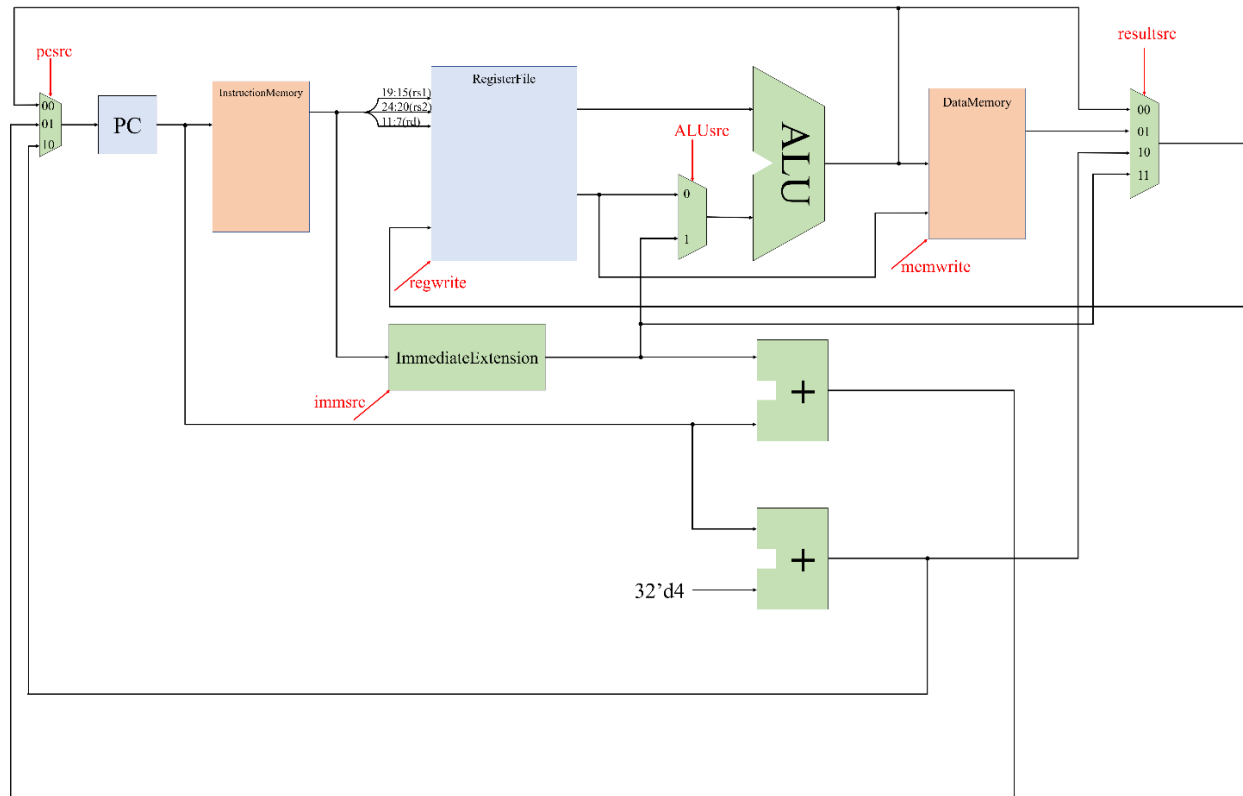 pcsrc
00
01
10
PC
InstructionMemory
19:15(rs1)
24:20(rs2)
11:7(rd)
RegisterFile
regwrite
ALUsrc
0
1
ALU
DataMemory
memwrite
resultsrc
00
01
10
11
ImmediateExtension
immsrc
+
+
32’d4